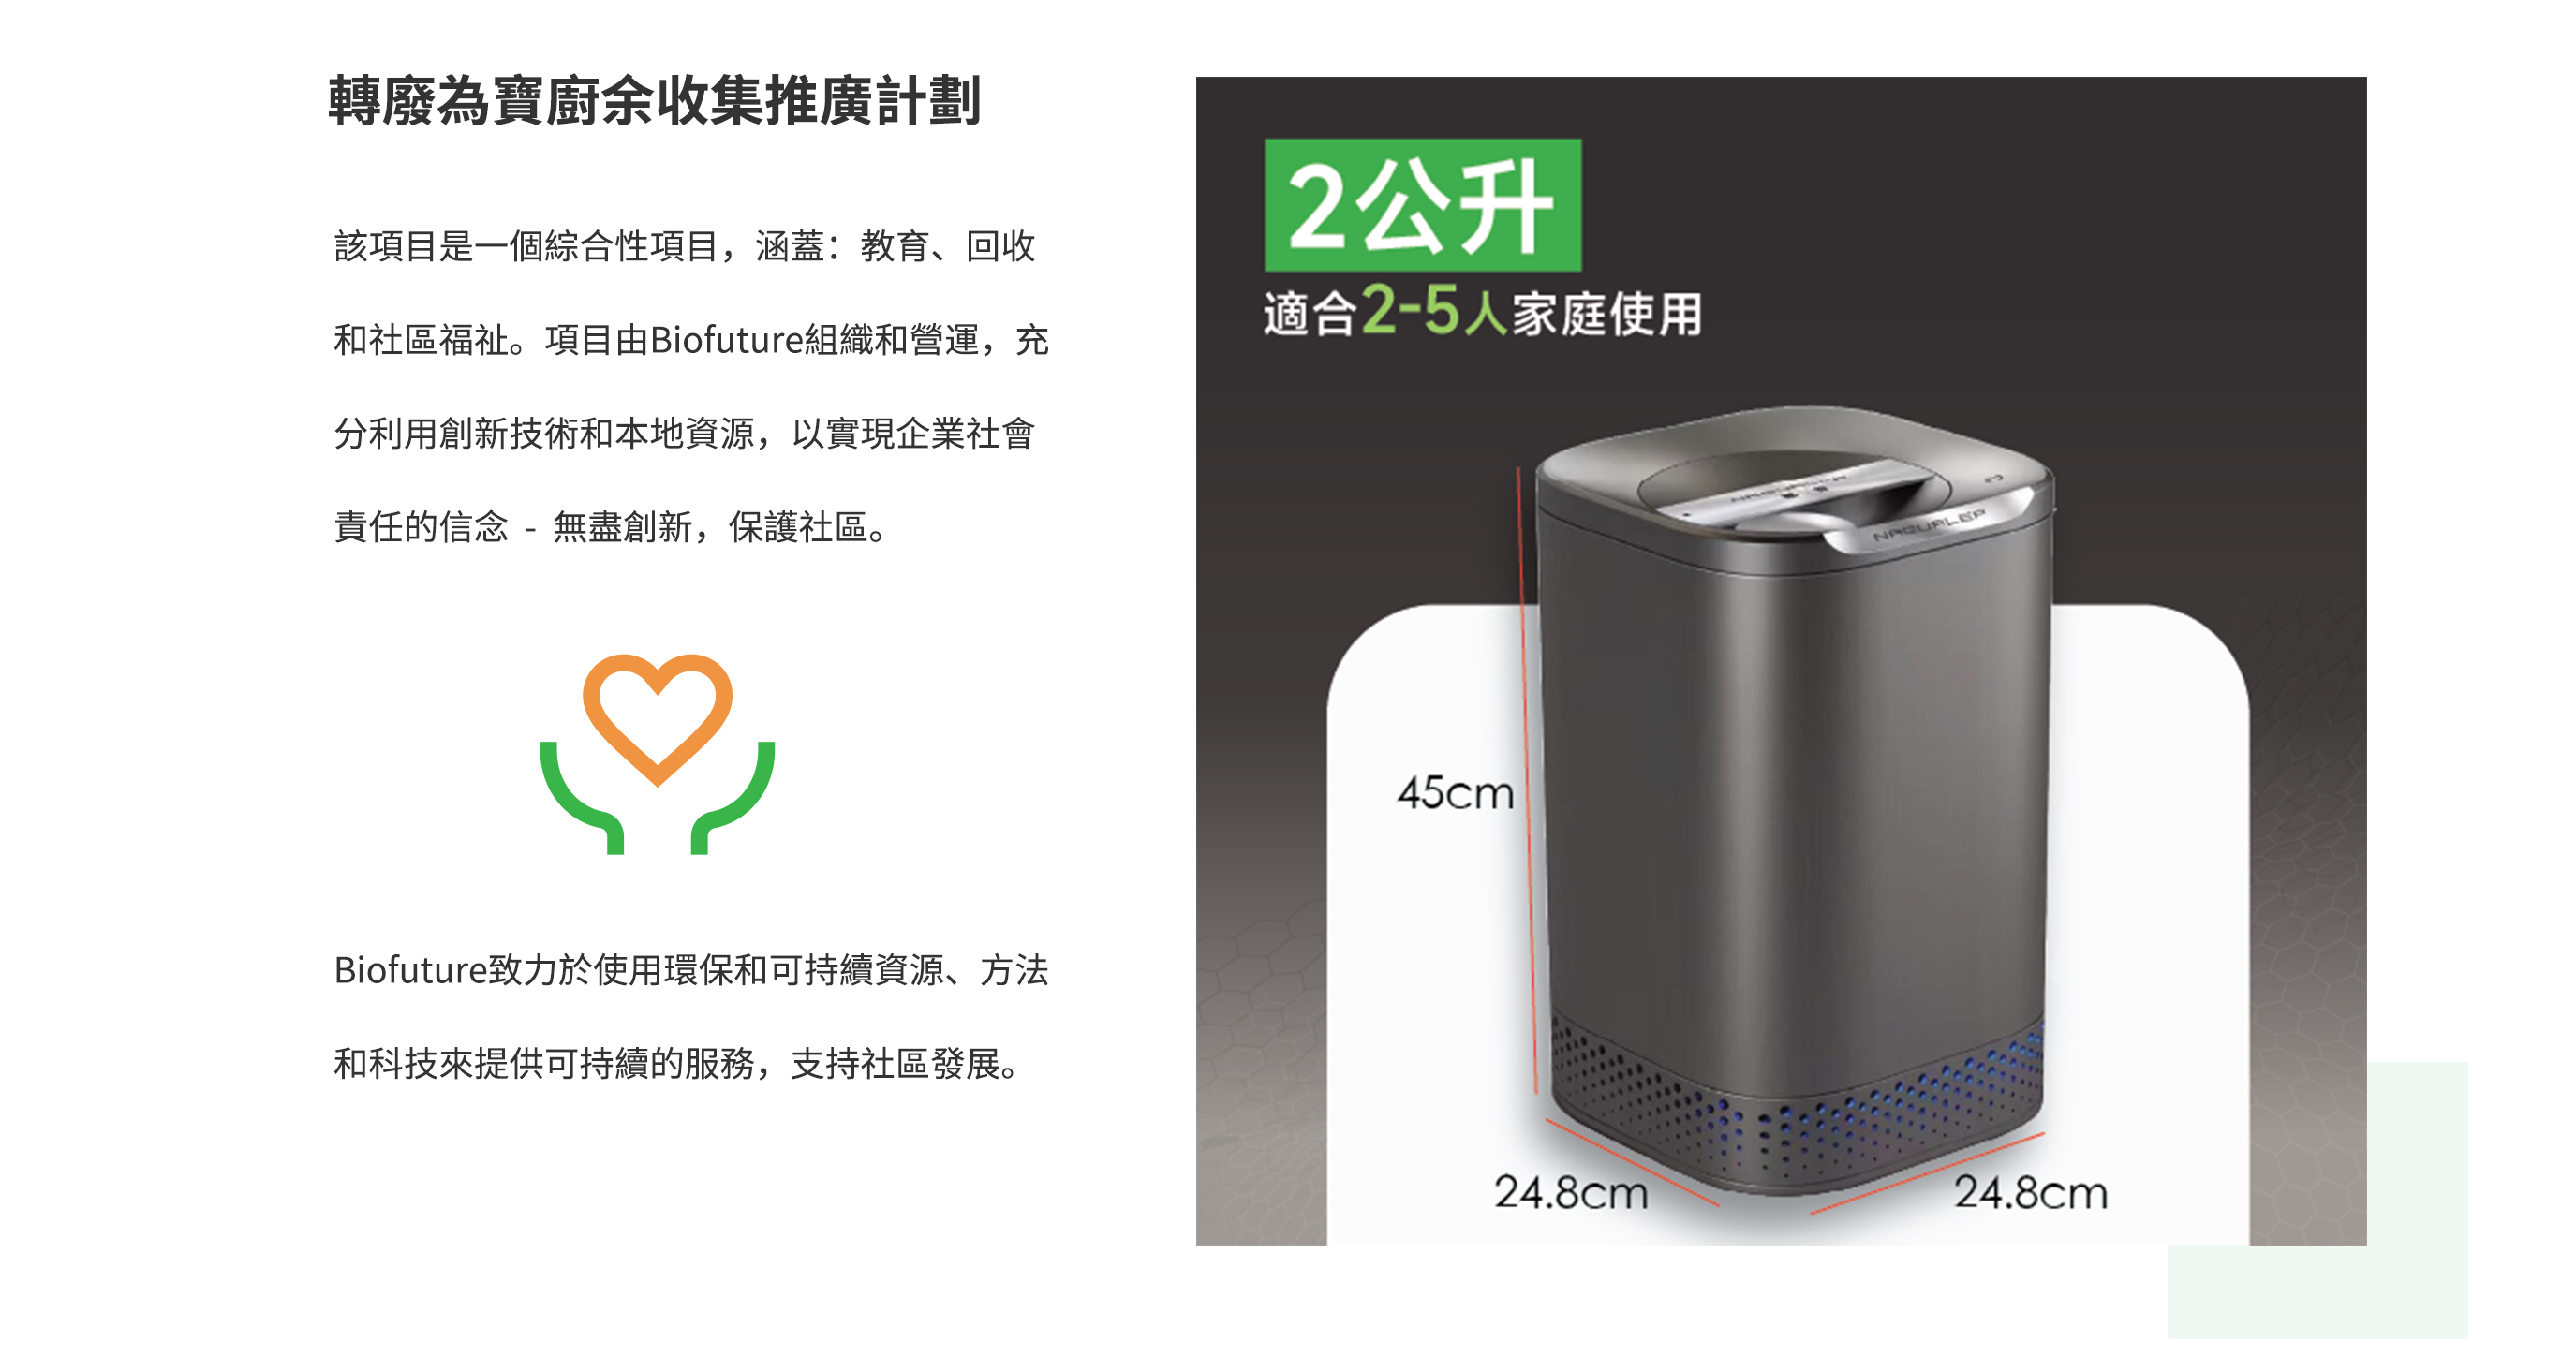 轉廢為寶廚余收集推廣計劃
該項目是一個綜合性項目，涵蓋：教育、回收
和社區福祉。項目由Biofuture組織和營運，充
分利用創新技術和本地資源，以實現企業社會
責任的信念 - 無盡創新，保護社區。
Biofuture致力於使用環保和可持續資源、方法
和科技來提供可持續的服務，支持社區發展。
2公升
適合2-5人家庭使用
NAGUALEP
45cm
24.8cm
24.8cm